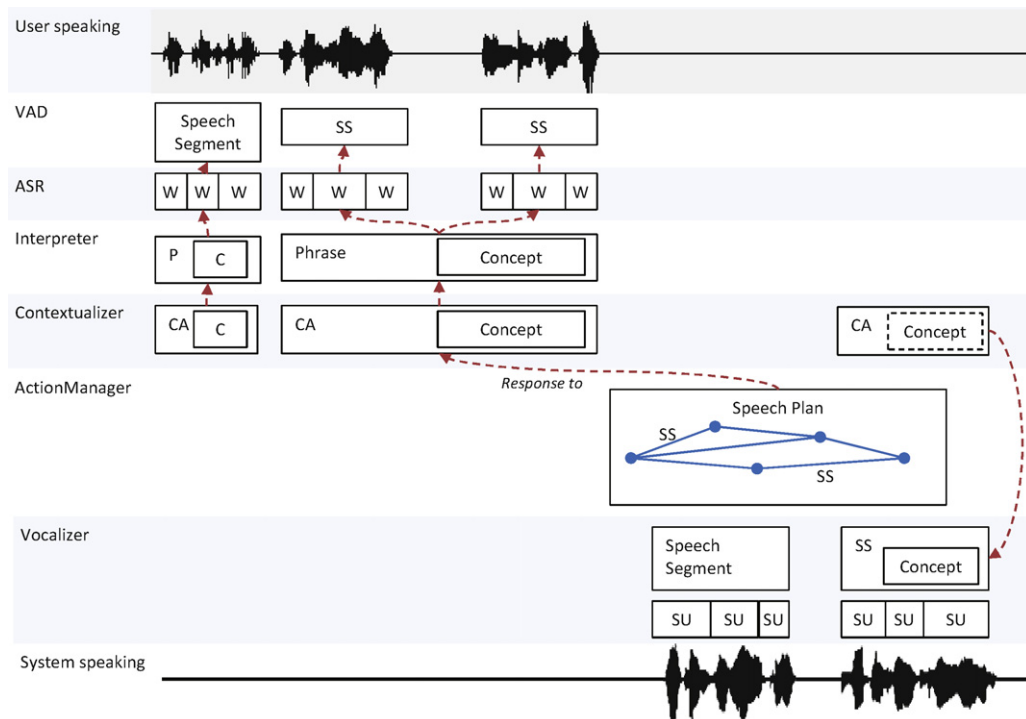 User speaking
VAD
Speech
Segment
SS
SS
ASR
W W W W W W W W W
Interpreter
P C Phrase Concept
Contextualizer
CA C CA Concept CA Concept
Response to
ActionManager
Speech Plan
SS
SS
Vocalizer
Speech
Segment
SS
Concept
SU SU SU SU SU SU
System speaking